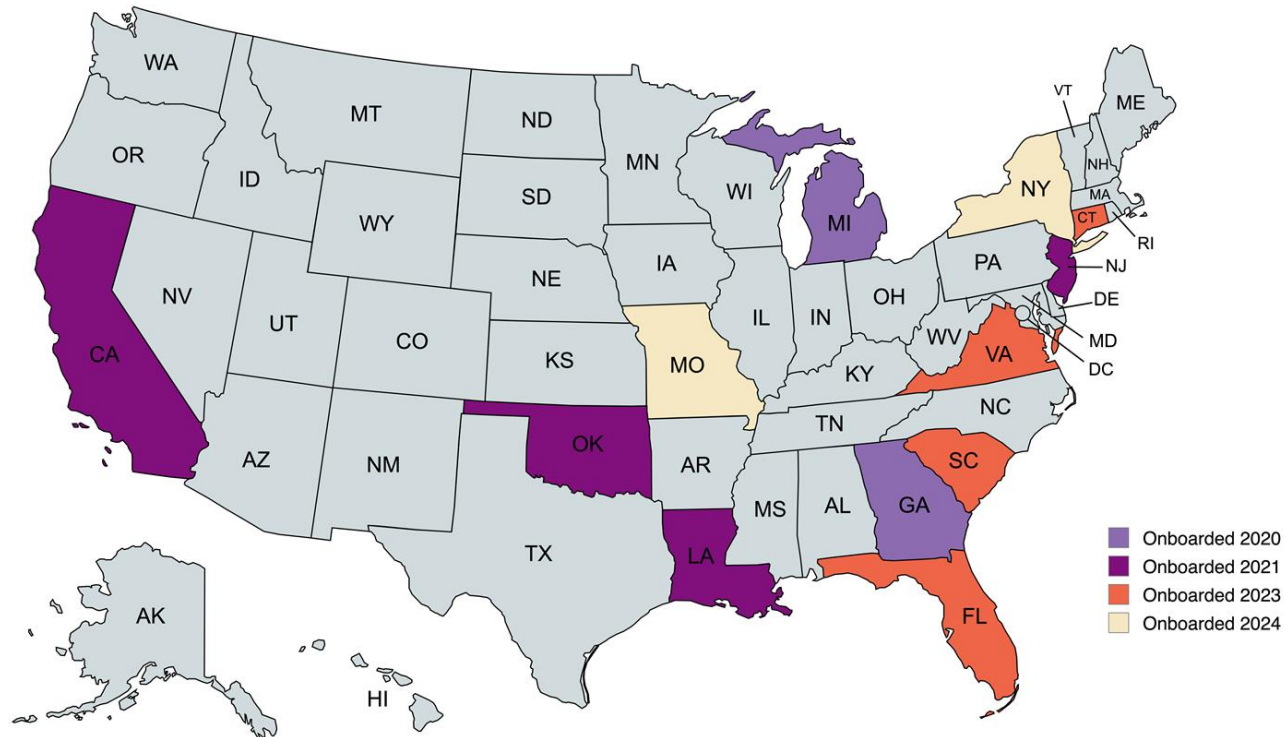 WA
MT
ND
MN
OR
ID
SD
WI
WY
MI
VT
ME
NH
NY
MA
CT
RI
IA
NE
PA
NJ
NV
UT
CO
IL
IN
OH
DE
WV
MD
VA
DC
CA
KS
MO
KY
NC
TN
AZ
NM
OK
AR
SC
MS
AL
GA
TX
LA
FL
AK
HI
Onboarded 2020
Onboarded 2021
Onboarded 2023
Onboarded 2024